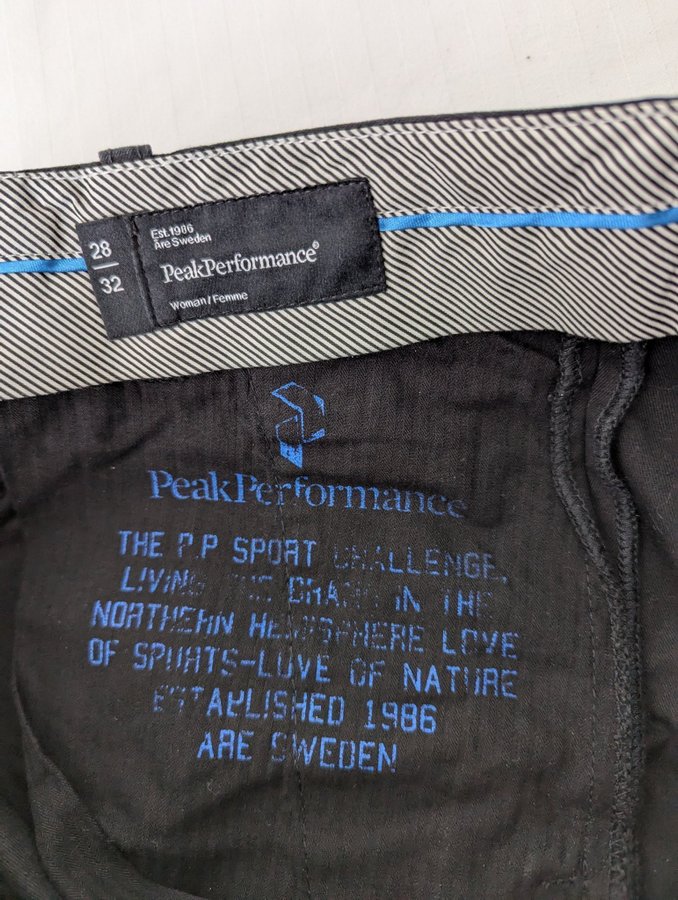 28
32
Est.1986
Are Sweden
PeakPerformance®
Woman/Femme
PeakPerformance
THE P.P SPORT CHALLENGE,
LIVING THE IN THE
NORTHERN HEMISPHERE LOVE
OF SPORTS-LOVE OF NATURE
ESTABLISHED 1986
ARE SWEDEN